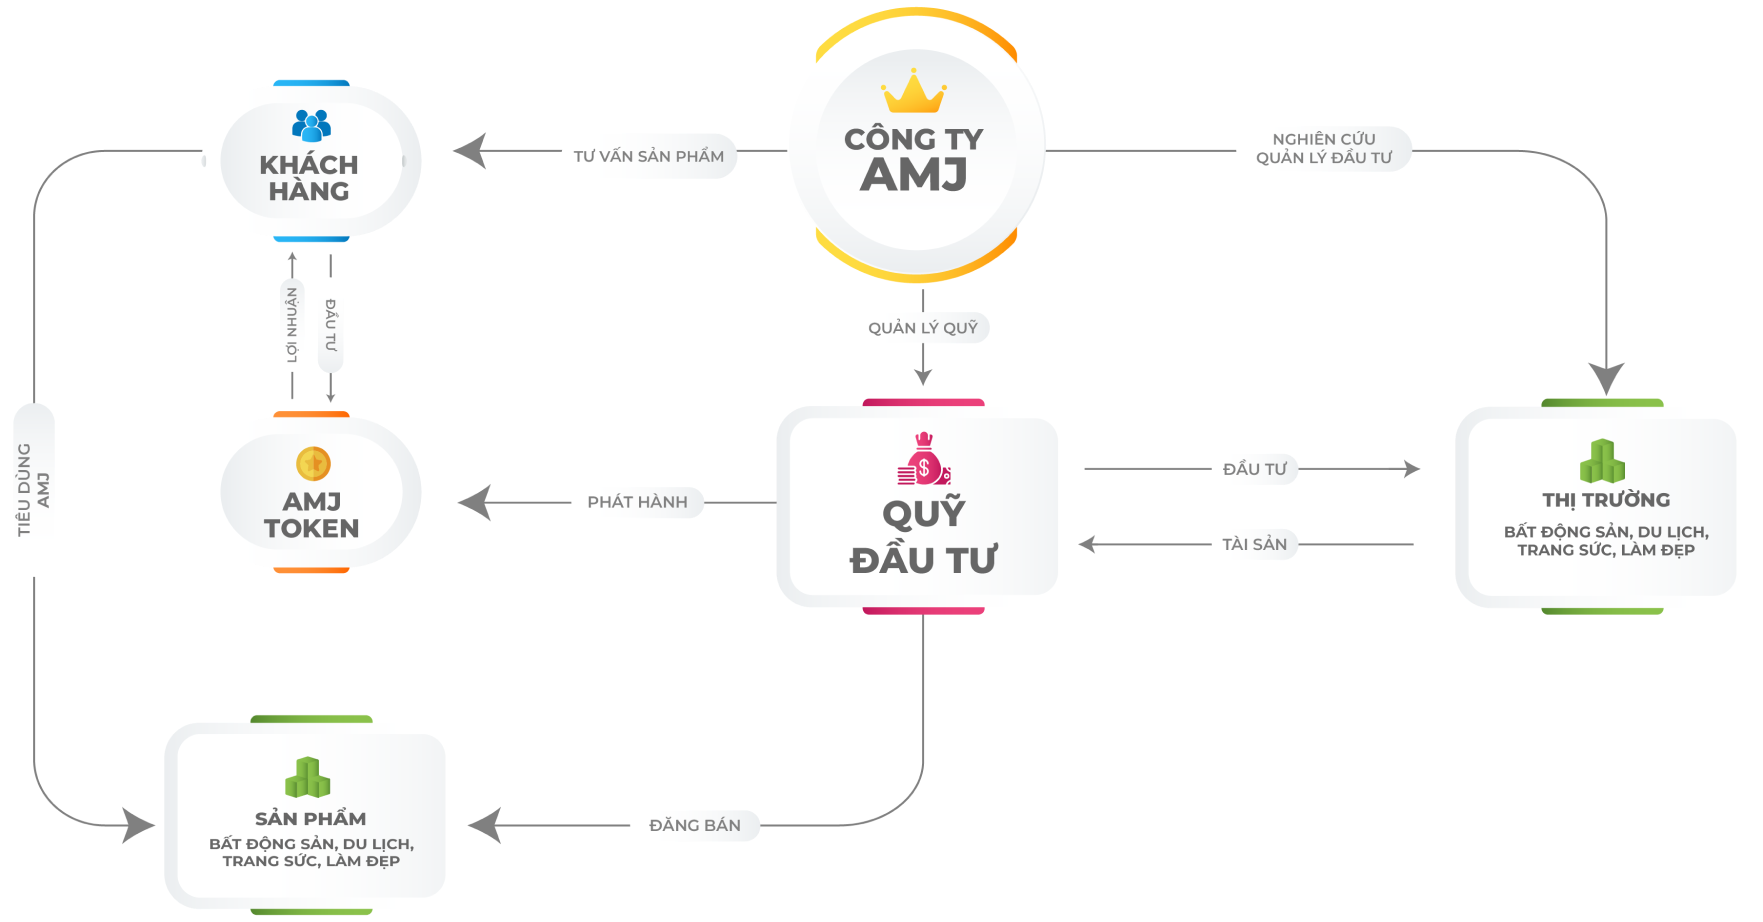 CÔNG TY
AMJ
KHÁCH
HÀNG
TƯ VẤN SẢN PHẨM
NGHIÊN CỨU
QUẢN LÝ ĐẦU TƯ
LỢI NHUẬN
ĐẦU TƯ
QUẢN LÝ QUỸ
TIÊU DÙNG
AMJ
AMJ
TOKEN
PHÁT HÀNH
QUỸ
ĐẦU TƯ
ĐẦU TƯ
TÀI SẢN
THỊ TRƯỜNG
BẤT ĐỘNG SẢN, DU LỊCH,
TRANG SỨC, LÀM ĐẸP
SẢN PHẨM
BẤT ĐỘNG SẢN, DU LỊCH,
TRANG SỨC, LÀM ĐẸP
ĐĂNG BÁN